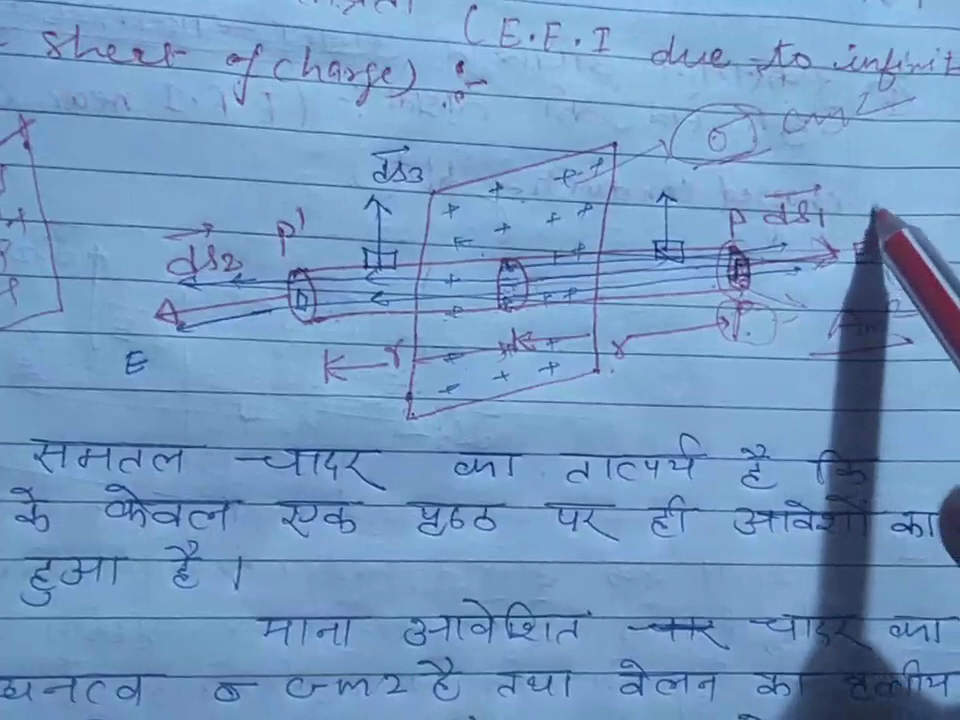 (E.F.I due to infinit
sheet of charge) :-
σ cm²
ds3
P' P ds1
ds2
r r
E
समतल चादर का तात्पर्य है कि
के केवल एक पृष्ठ पर ही आवेशों का
हुआ है।
माना आवेशित चादर का
घनत्व σ c-m2 है तथा वेलन का